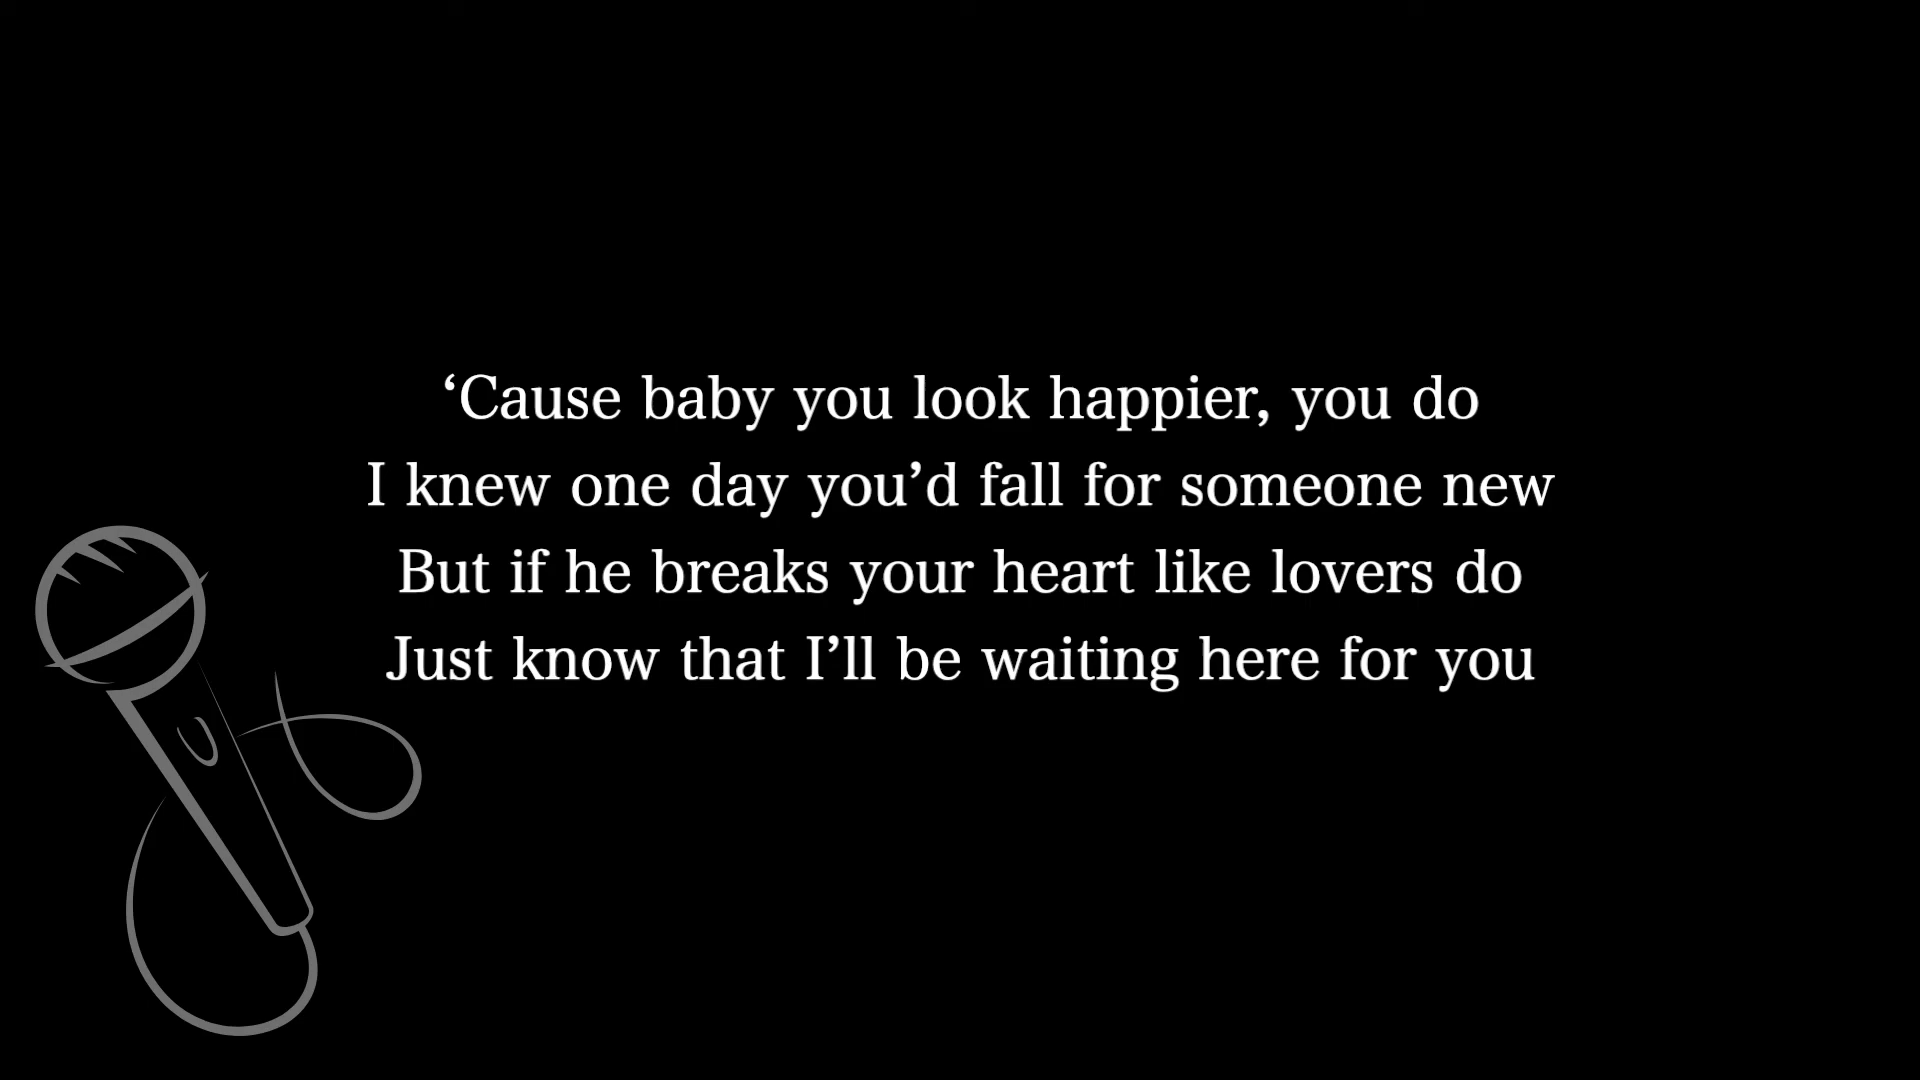 ‘Cause baby you look happier, you do
I knew one day you’d fall for someone new
But if he breaks your heart like lovers do
Just know that I’ll be waiting here for you